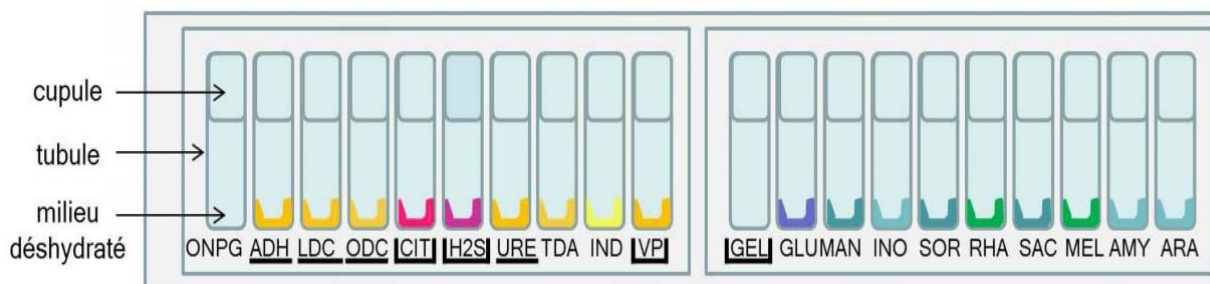 cupule
tubule
milieu
déshydraté
ONPG ADH LDC ODC CIT H2S URE TDA IND VP GEL GLU MAN INO SOR RHA SAC MEL AMY ARA